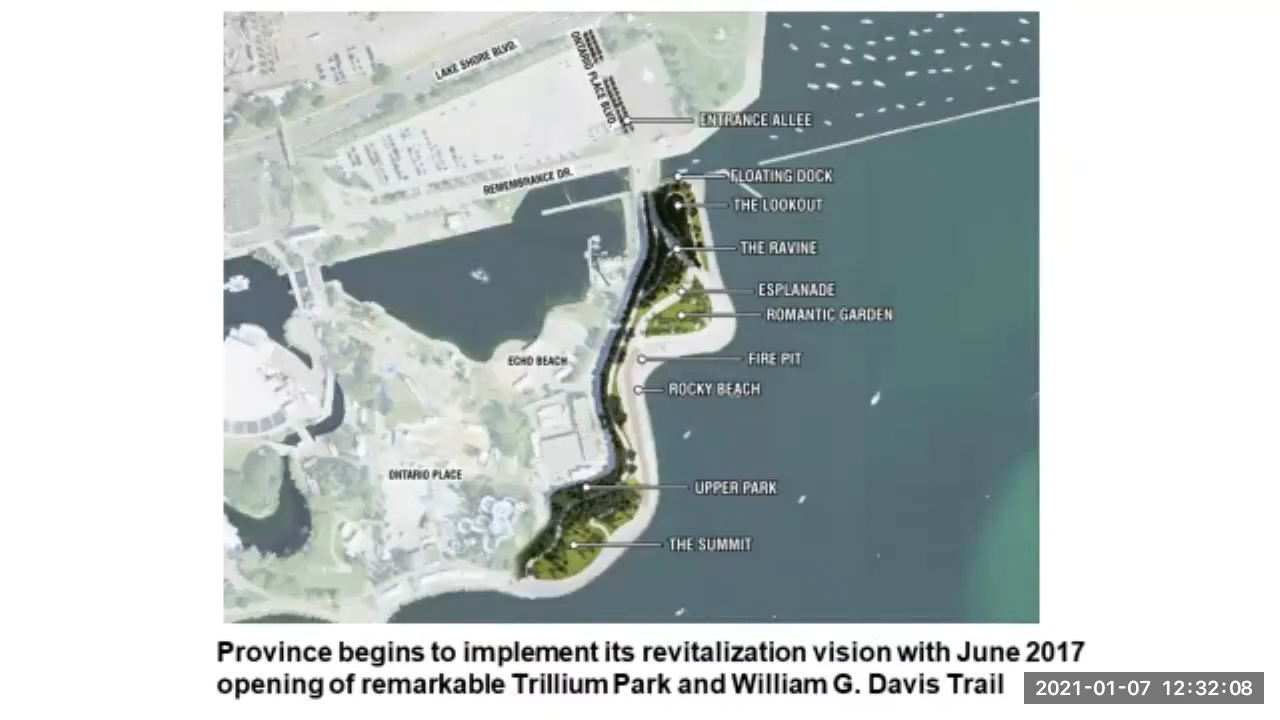 LAKE SHORE BLVD.
ONTARIO PLACE BLVD.
ENTRANCE ALLEE
REMEMBRANCE DR.
FLOATING DOCK
THE LOOKOUT
THE RAVINE
ESPLANADE
ROMANTIC GARDEN
ECHO BEACH
FIRE PIT
ROCKY BEACH
ONTARIO PLACE
UPPER PARK
THE SUMMIT
Province begins to implement its revitalization vision with June 2017
opening of remarkable Trillium Park and William G. Davis Trail
2021-01-07 12:32:08